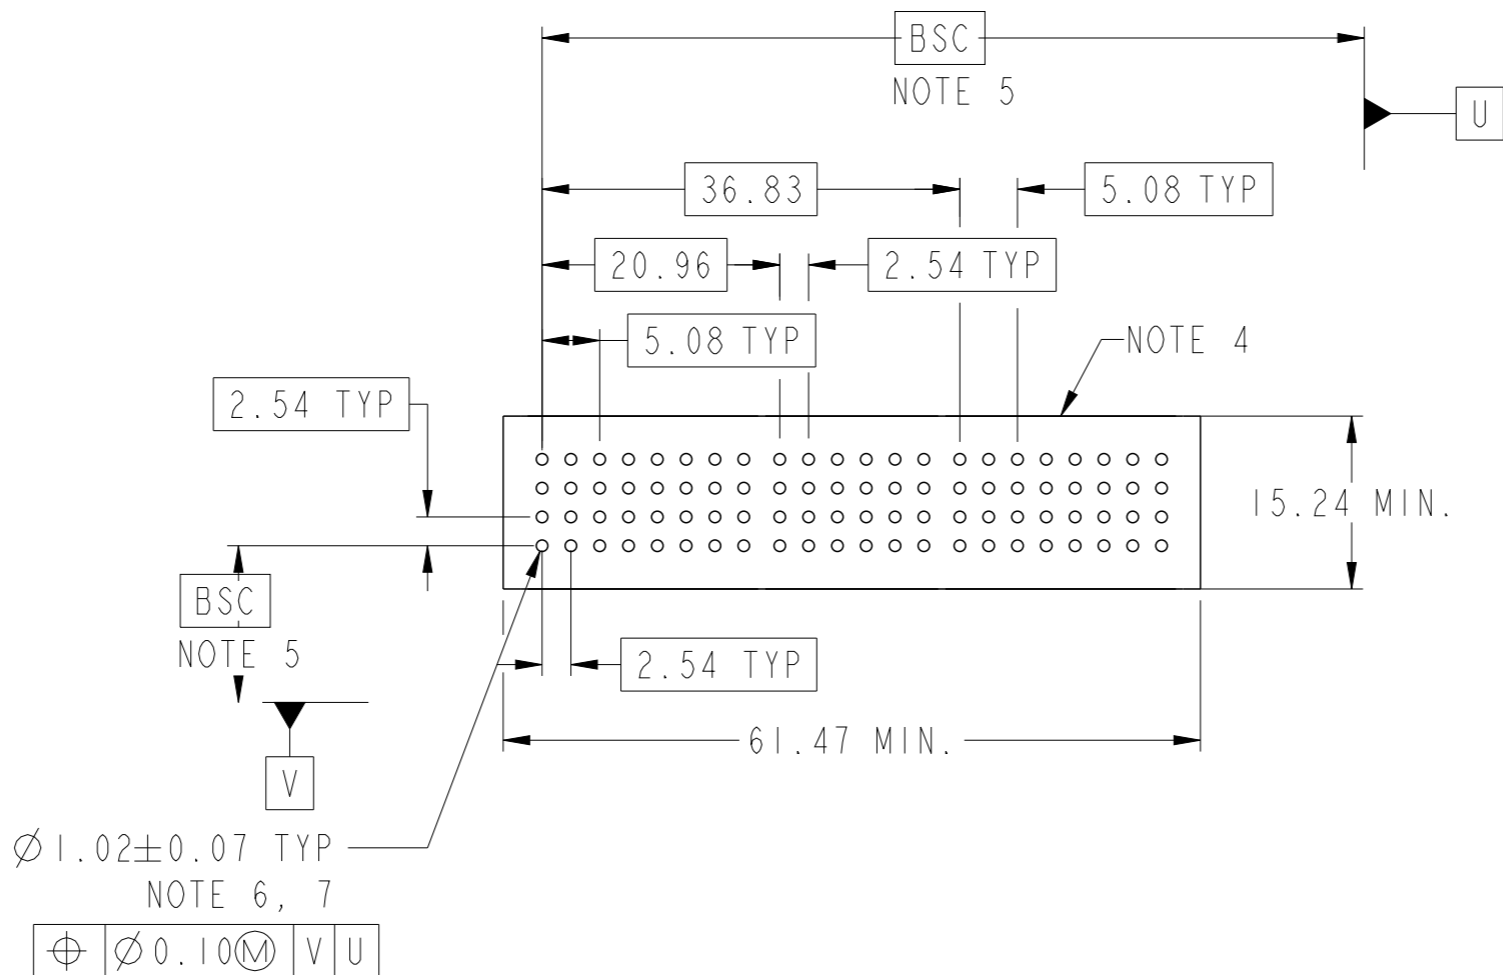 BSC
NOTE 5
U
36.83
5.08 TYP
20.96
2.54 TYP
5.08 TYP
NOTE 4
2.54 TYP
15.24 MIN.
BSC
NOTE 5
2.54 TYP
61.47 MIN.
V
Ø1.02±0.07 TYP
NOTE 6, 7
⌖ Ø0.10Ⓜ V U